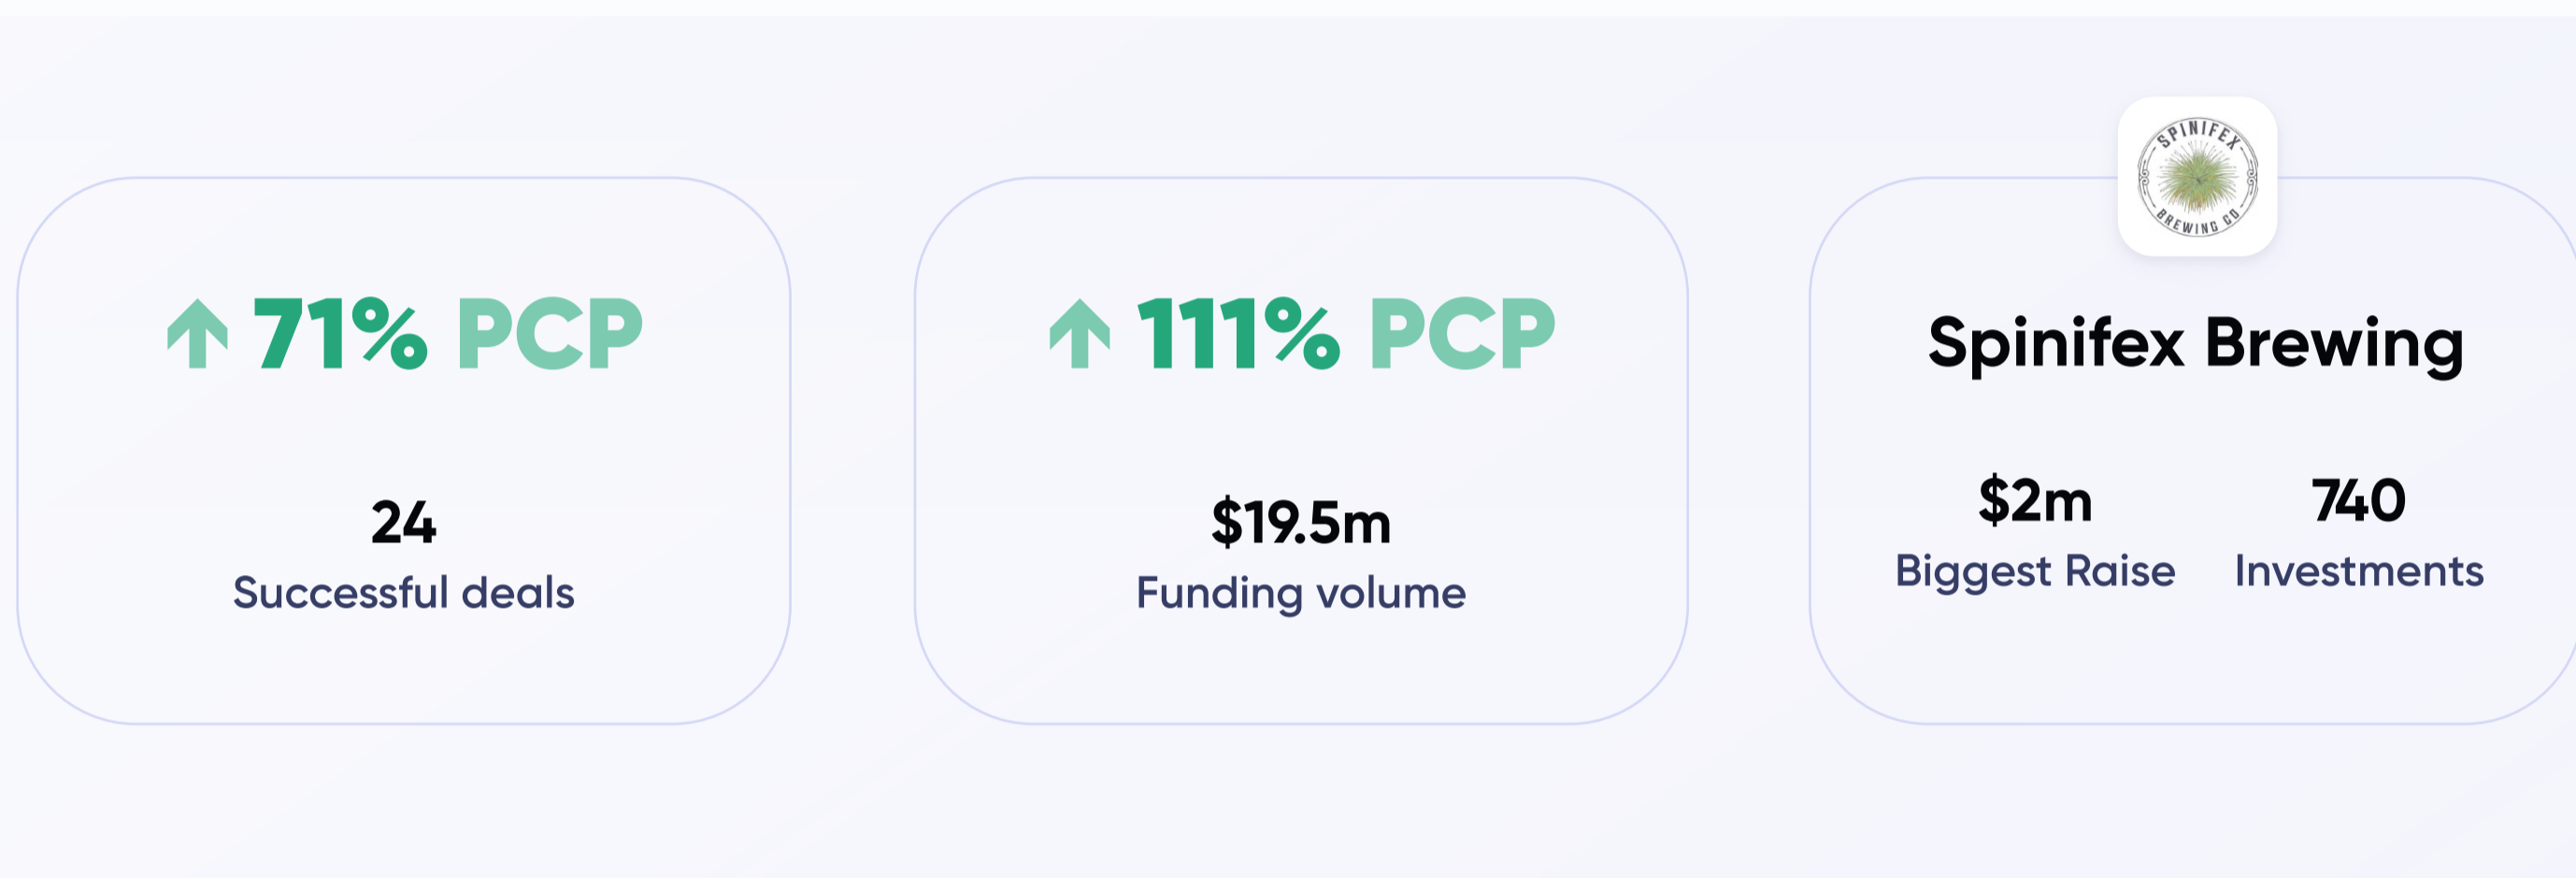 ↑ 71% PCP
24
Successful deals
↑ 111% PCP
$19.5m
Funding volume
SPINIFEX
BREWING CO
Spinifex Brewing
$2m
Biggest Raise
740
Investments